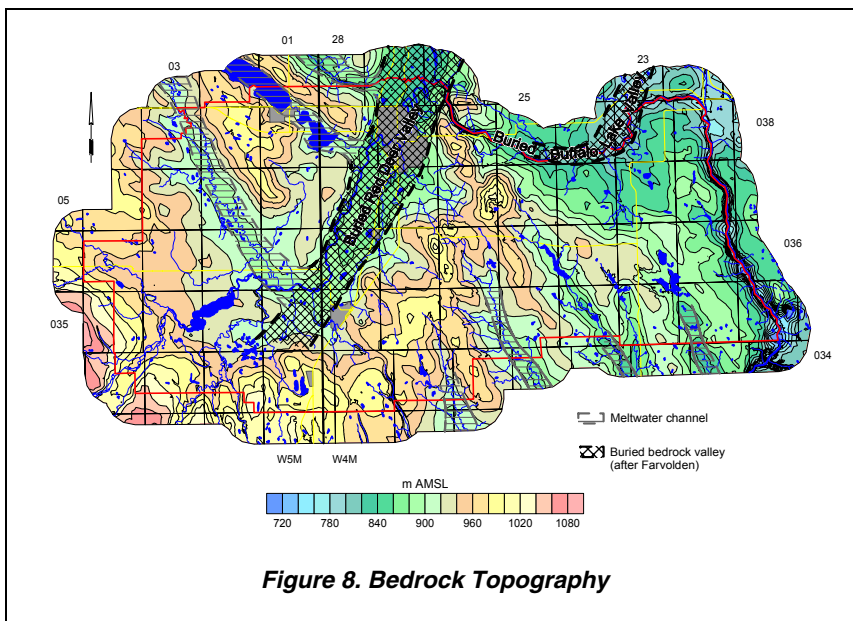 01
28
03
23
25
038
Buried Red Deer Valley
Buried Buffalo Lake Valley
05
036
035
034
Meltwater channel
Buried bedrock valley
(after Farvolden)
W5M
W4M
m AMSL
720
780
840
900
960
1020
1080
Figure 8. Bedrock Topography